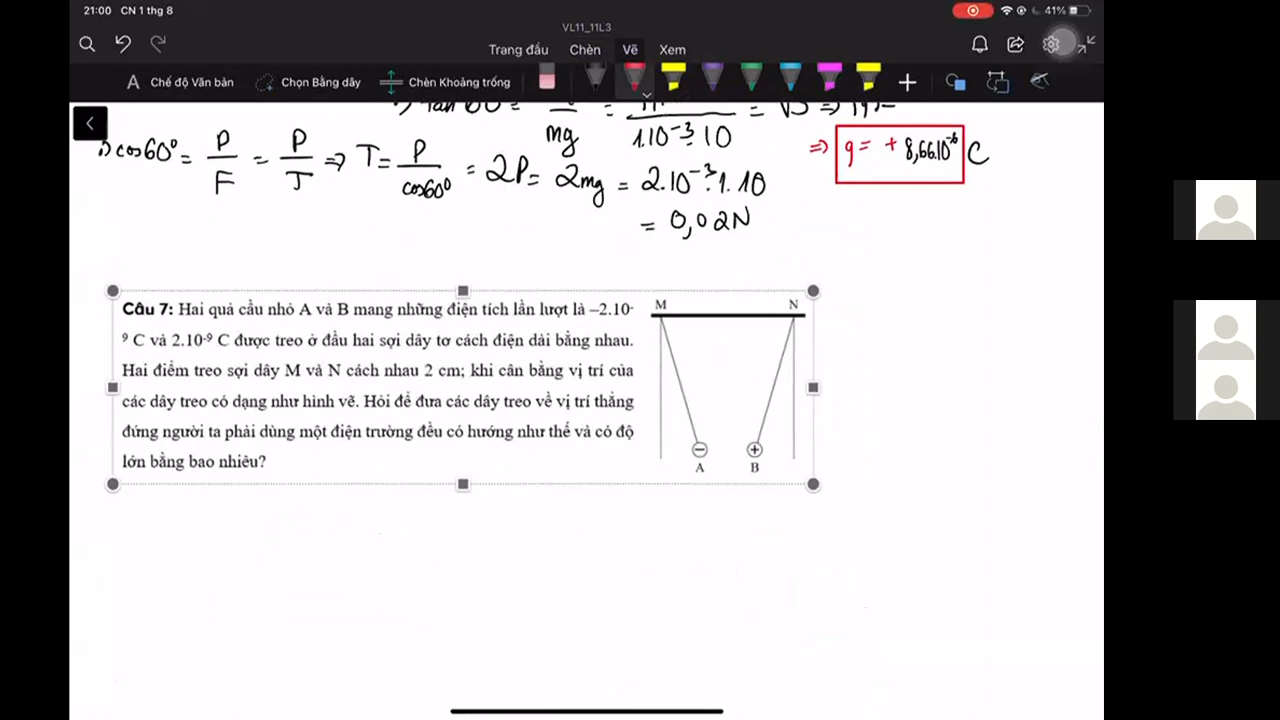 21:00 CN 1 thg 8
41%
VL11_11L3
Trang đầu Chèn Vẽ Xem
Chế độ Văn bản Chọn Bằng dây Chèn Khoảng trống
mg 1.10⁻³.10
cos60° = P/F = P/T => T = P/cos60° = 2P = 2mg = 2.10⁻³.1.10
= 0,02N
=> q = + 8,66.10⁻⁶ C
Câu 7: Hai quả cầu nhỏ A và B mang những điện tích lần lượt là –2.10⁻
⁹ C và 2.10⁻⁹ C được treo ở đầu hai sợi dây tơ cách điện dài bằng nhau.
Hai điểm treo sợi dây M và N cách nhau 2 cm; khi cân bằng vị trí của
các dây treo có dạng như hình vẽ. Hỏi để đưa các dây treo về vị trí thẳng
đứng người ta phải dùng một điện trường đều có hướng như thế và có độ
lớn bằng bao nhiêu?
M N
− +
A B